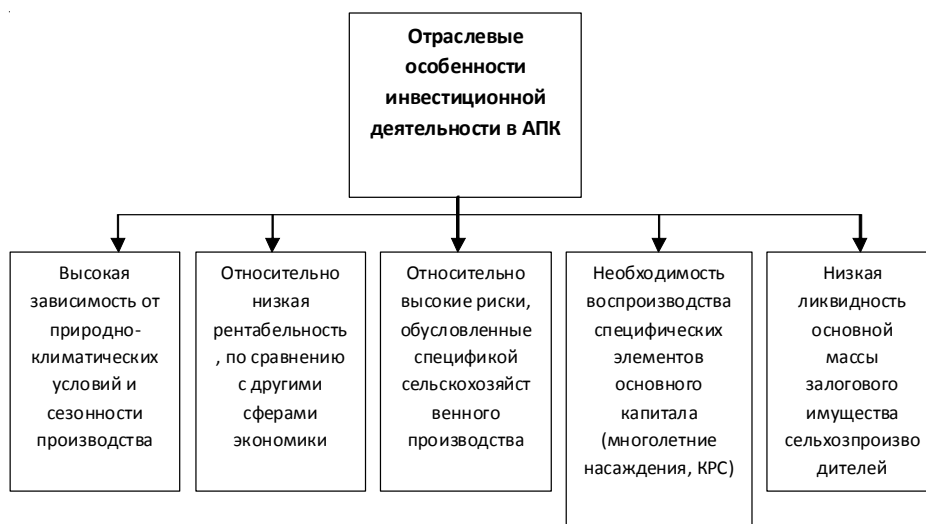 Отраслевые
особенности
инвестиционной
деятельности в АПК
Высокая
зависимость от
природно-
климатических
условий и
сезонности
производства
Относительно
низкая
рентабельность
, по сравнению
с другими
сферами
экономики
Относительно
высокие риски,
обусловленные
спецификой
сельскохозяйст
венного
производства
Необходимость
воспроизводства
специфических
элементов
основного
капитала
(многолетние
насаждения, КРС)
Низкая
ликвидность
основной
массы
залогового
имущества
сельхозпроизво
дителей